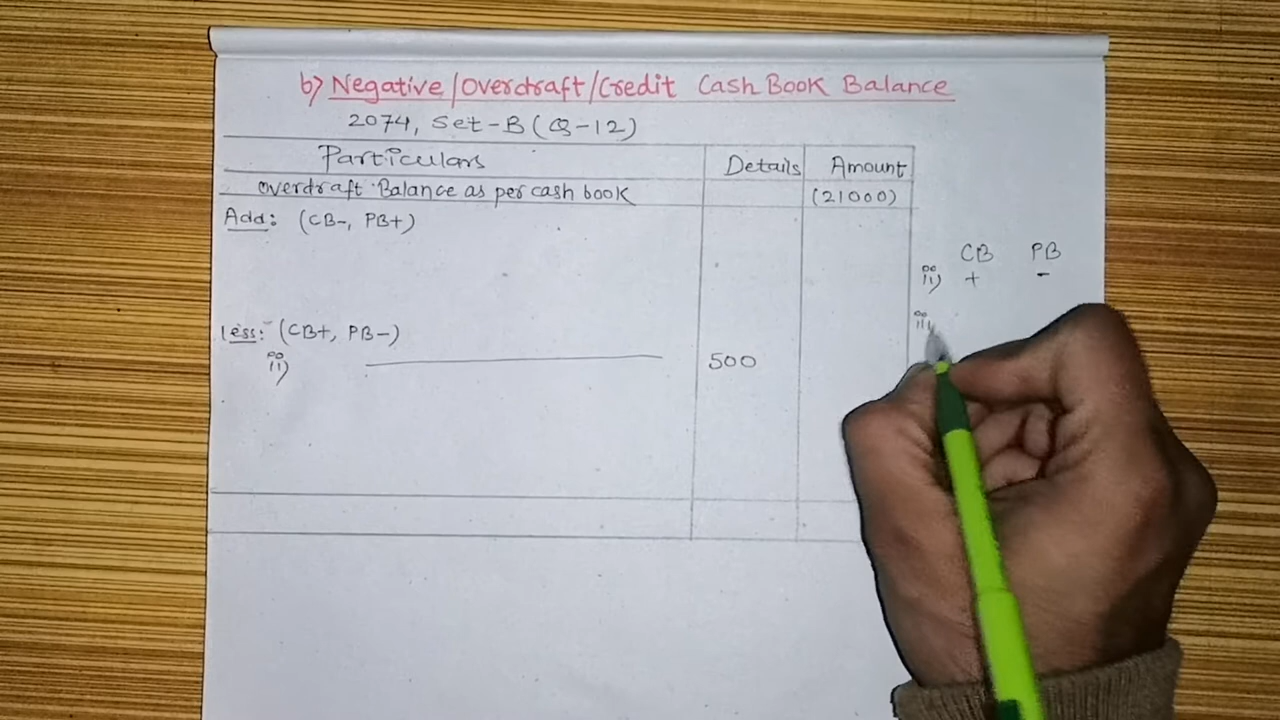 b) Negative/Overdraft/Credit Cash Book Balance
2074, Set-B (Q-12)
Particulars Details Amount
Overdraft Balance as per cash book (21000)
Add: (CB-, PB+)
CB PB
ii) + -
iii)
Less: (CB+, PB-)
ii) 500